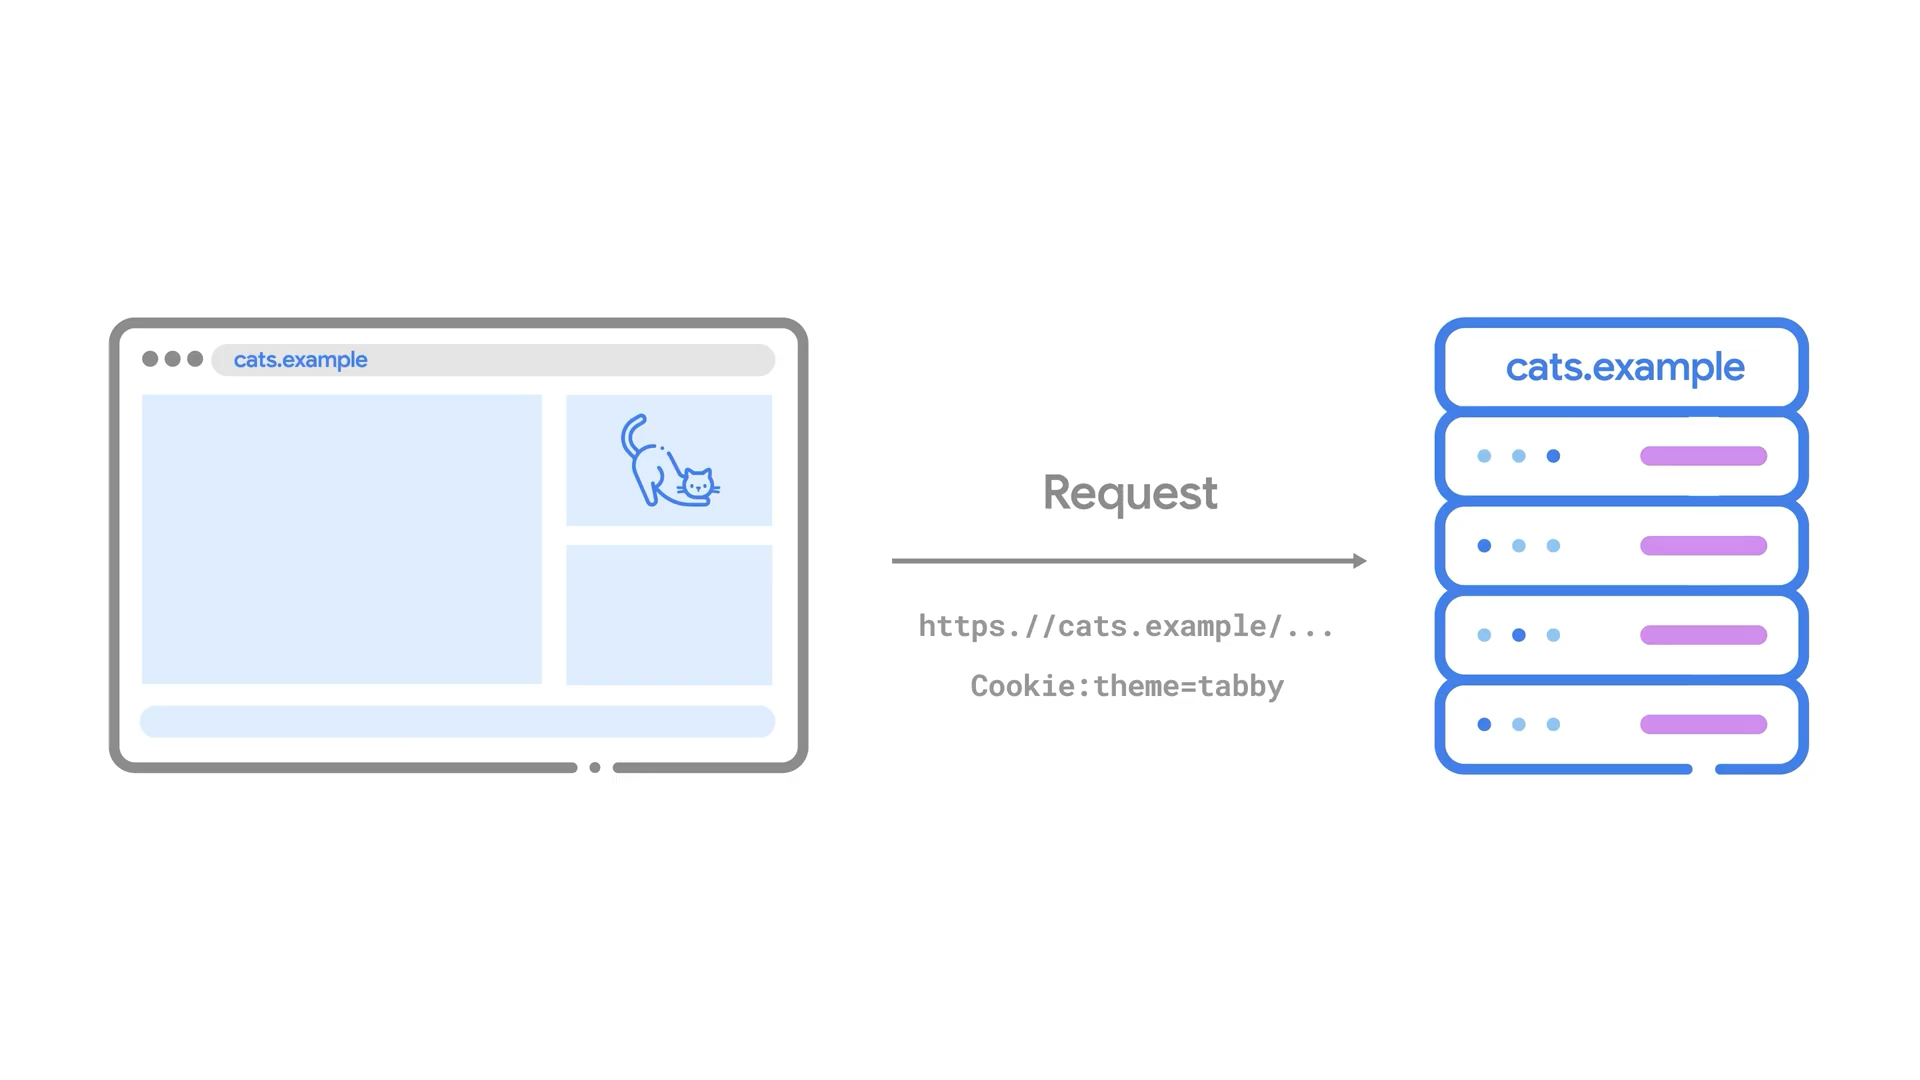 cats.example
Request
https.//cats.example/...
Cookie:theme=tabby
cats.example